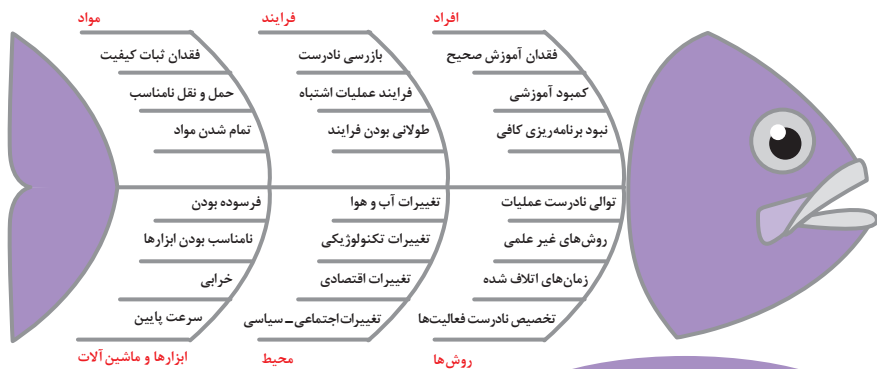 افراد
فقدان آموزش صحیح
کمبود آموزشی
نبود برنامه‌ریزی کافی
فرایند
بازرسی نادرست
فرایند عملیات اشتباه
طولانی بودن فرایند
مواد
فقدان ثبات کیفیت
حمل و نقل نامناسب
تمام شدن مواد
توالی نادرست عملیات
روش‌های غیر علمی
زمان‌های اتلاف شده
تخصیص نادرست فعالیت‌ها
روش‌ها
تغییرات آب و هوا
تغییرات تکنولوژیکی
تغییرات اقتصادی
تغییرات اجتماعی ـ سیاسی
محیط
فرسوده بودن
نامناسب بودن ابزارها
خرابی
سرعت پایین
ابزارها و ماشین آلات